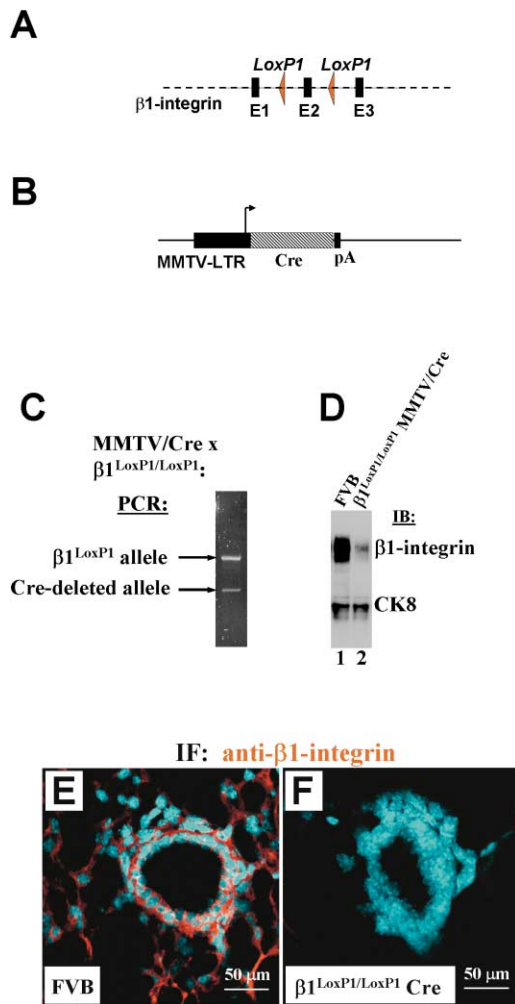 A
LoxP1 LoxP1
β1-integrin
E1 E2 E3
B
MMTV-LTR Cre pA
C
MMTV/Cre x
β1LoxP1/LoxP1:
PCR:
β1LoxP1 allele
Cre-deleted allele
D
FVB
β1LoxP1/LoxP1 MMTV/Cre
IB:
β1-integrin
CK8
1 2
IF: anti-β1-integrin
E
FVB
50 μm
F
β1LoxP1/LoxP1 Cre
50 μm